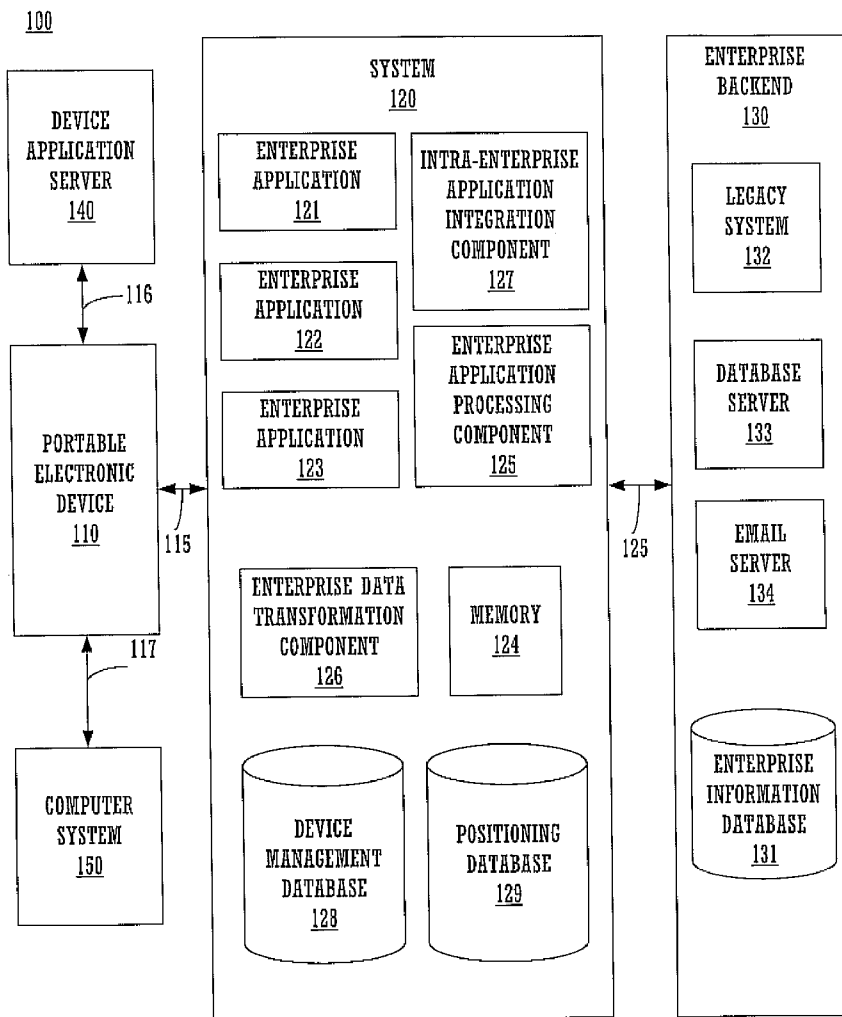 100
DEVICE
APPLICATION
SERVER
140
116
PORTABLE
ELECTRONIC
DEVICE
110
115
117
COMPUTER
SYSTEM
150
SYSTEM
120
ENTERPRISE
APPLICATION
121
ENTERPRISE
APPLICATION
122
ENTERPRISE
APPLICATION
123
INTRA-ENTERPRISE
APPLICATION
INTEGRATION
COMPONENT
127
ENTERPRISE
APPLICATION
PROCESSING
COMPONENT
125
ENTERPRISE DATA
TRANSFORMATION
COMPONENT
126
MEMORY
124
DEVICE
MANAGEMENT
DATABASE
128
POSITIONING
DATABASE
129
125
ENTERPRISE
BACKEND
130
LEGACY
SYSTEM
132
DATABASE
SERVER
133
EMAIL
SERVER
134
ENTERPRISE
INFORMATION
DATABASE
131